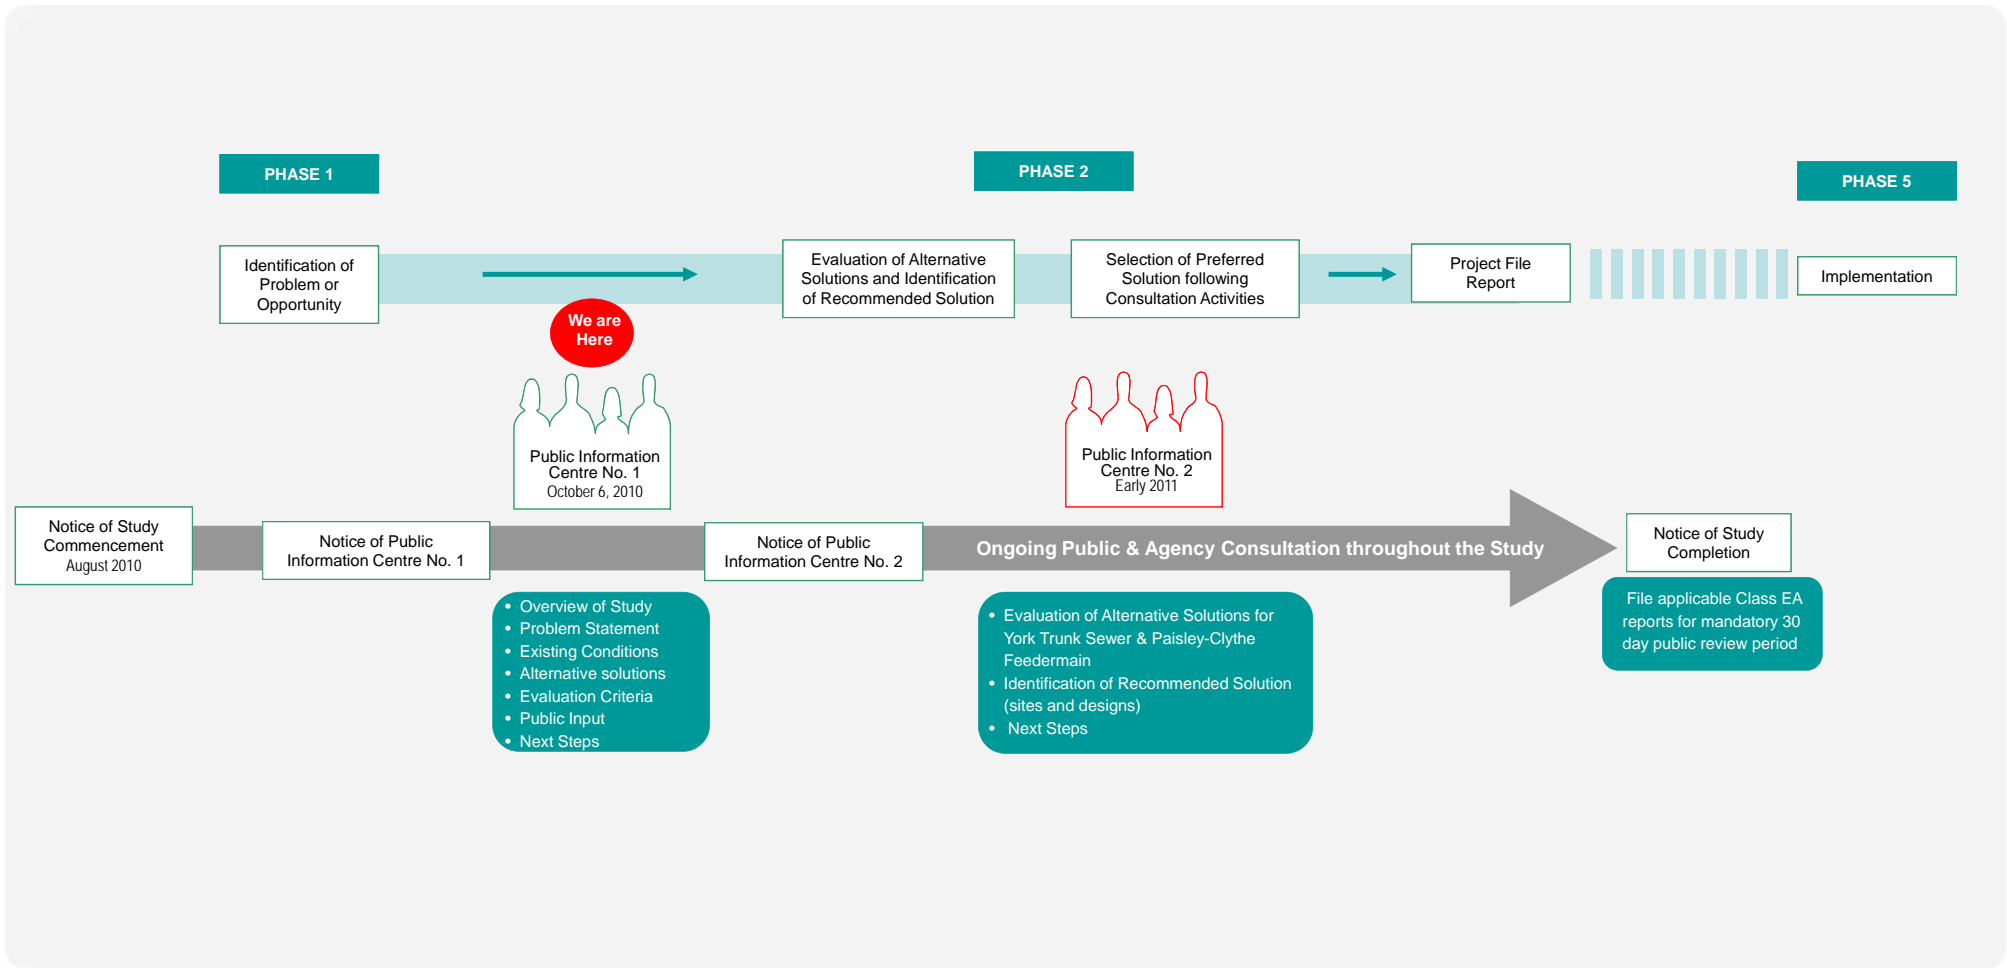 PHASE 1
PHASE 2
PHASE 5
Identification of
Problem or
Opportunity
Evaluation of Alternative
Solutions and Identification
of Recommended Solution
Selection of Preferred
Solution following
Consultation Activities
Project File
Report
Implementation
We are
Here
Public Information
Centre No. 1
October 6, 2010
Public Information
Centre No. 2
Early 2011
Notice of Study
Commencement
August 2010
Notice of Public
Information Centre No. 1
Notice of Public
Information Centre No. 2
Ongoing Public & Agency Consultation throughout the Study
Notice of Study
Completion
• Overview of Study
• Problem Statement
• Existing Conditions
• Alternative solutions
• Evaluation Criteria
• Public Input
• Next Steps
• Evaluation of Alternative Solutions for
York Trunk Sewer & Paisley-Clythe
Feedermain
• Identification of Recommended Solution
(sites and designs)
• Next Steps
File applicable Class EA
reports for mandatory 30
day public review period